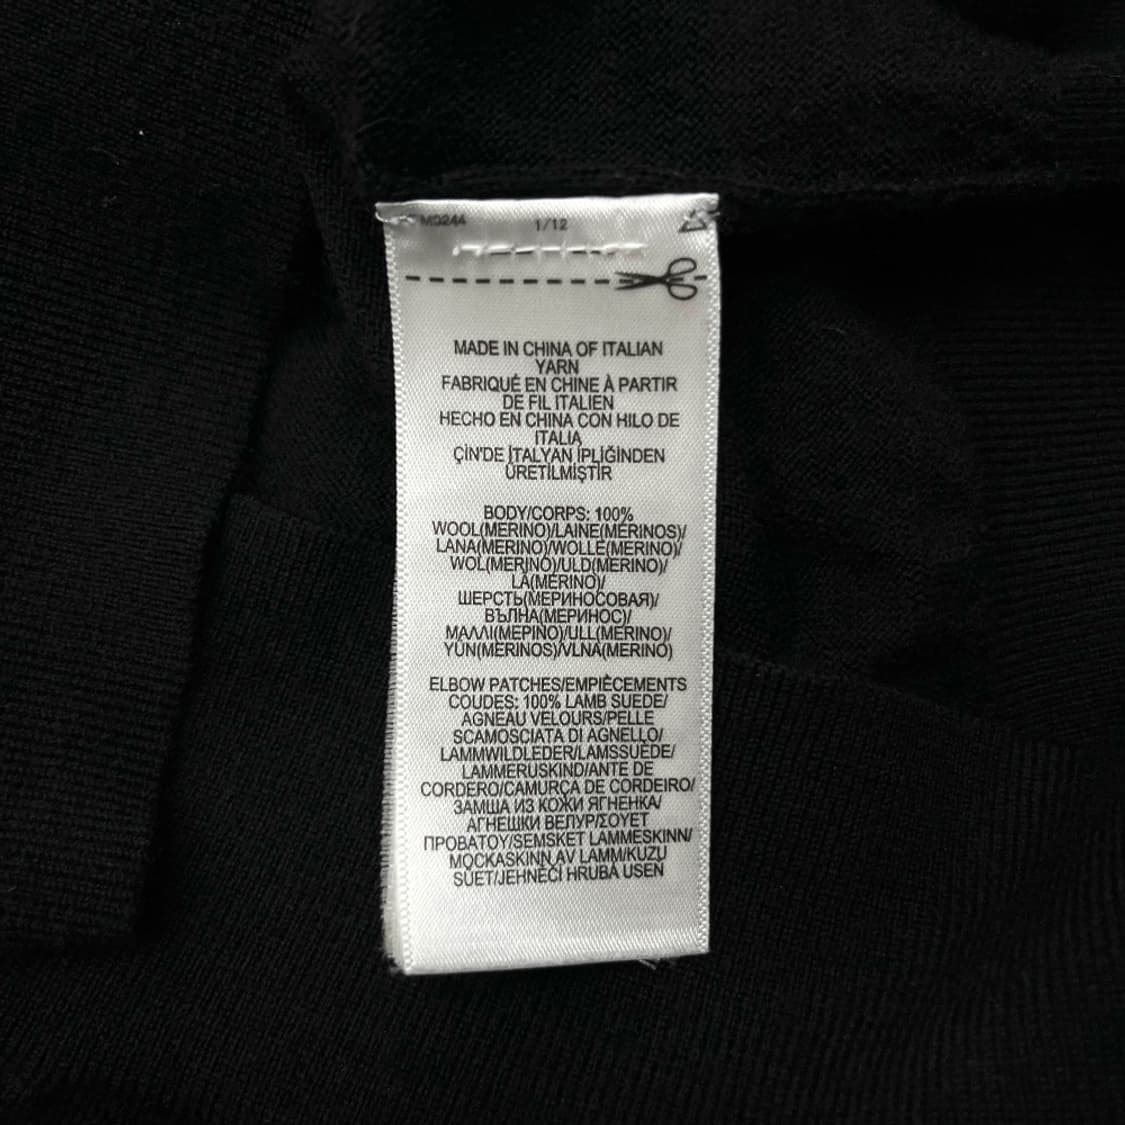 M0244 1/12
MADE IN CHINA OF ITALIAN
YARN
FABRIQUÉ EN CHINE À PARTIR
DE FIL ITALIEN
HECHO EN CHINA CON HILO DE
ITALIA
ÇİN'DE İTALYAN İPLİĞİNDEN
ÜRETİLMİŞTİR
BODY/CORPS: 100%
WOOL(MERINO)/LAINE(MÉRINOS)/
LANA(MERINO)/WOLLE(MERINO)/
WOL(MERINO)/ULD(MERINO)/
LÃ(MERINO)/
ШЕРСТЬ(МЕРИНОСОВАЯ)/
ВЪЛНА(МЕРИНОС)/
ΜΑΛΛΙ(ΜΕΡΙΝΟ)/ULL(MERINO)/
YÜN(MERINOS)/VLNA(MERINO)
ELBOW PATCHES/EMPIÈCEMENTS
COUDES: 100% LAMB SUEDE/
AGNEAU VELOURS/PELLE
SCAMOSCIATA DI AGNELLO/
LAMMWILDLEDER/LAMSSUÈDE/
LAMMERUSKIND/ANTE DE
CORDERO/CAMURÇA DE CORDEIRO/
ЗАМША ИЗ КОЖИ ЯГНЕНКА/
АГНЕШКИ ВЕЛУР/ΣΟΥΕΤ
ΠΡΟΒΑΤΟΥ/SEMSKET LAMMESKINN/
MOCKASKINN AV LAMM/KUZU
SÜET/JEHNĚČÍ HRUBÁ USEŇ